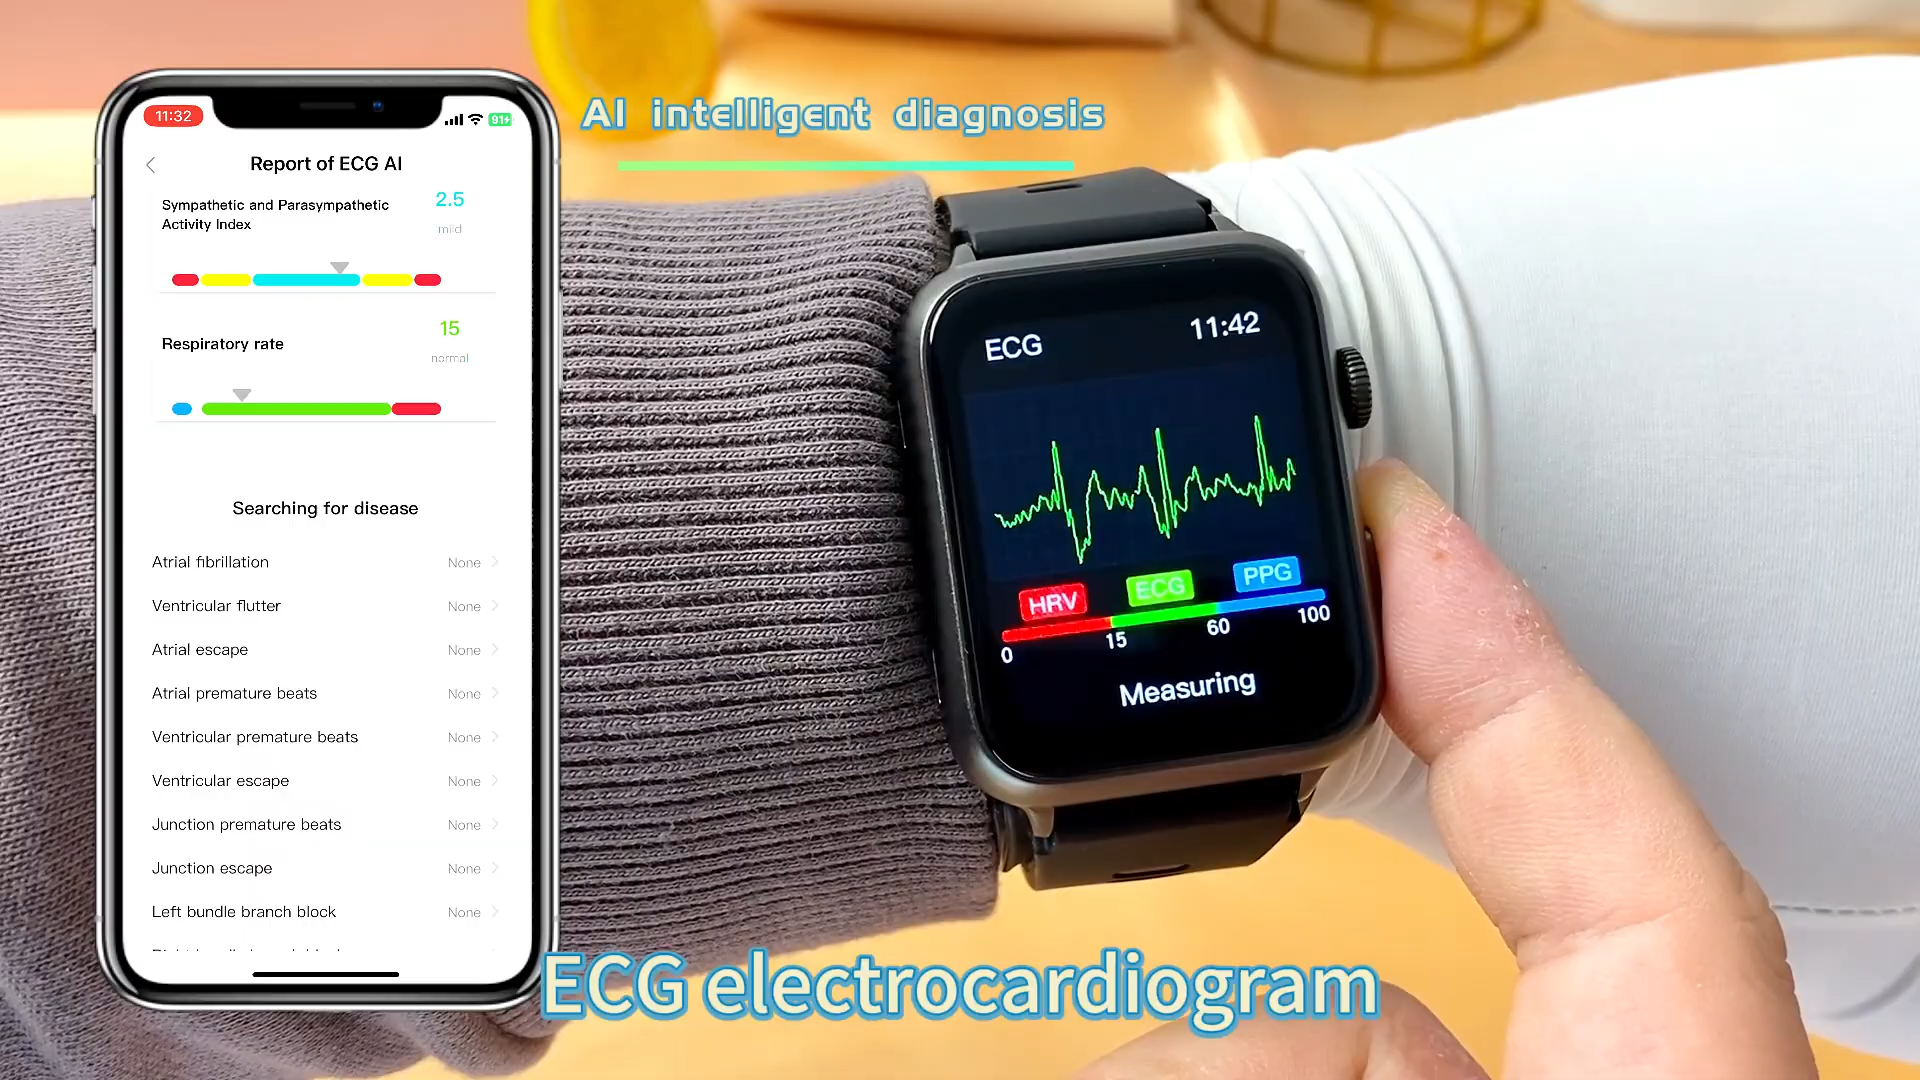 11:32
91+
Report of ECG AI
Sympathetic and Parasympathetic
Activity Index
2.5
mild
Respiratory rate
15
normal
Searching for disease
Atrial fibrillation None
Ventricular flutter None
Atrial escape None
Atrial premature beats None
Ventricular premature beats None
Ventricular escape None
Junction premature beats None
Junction escape None
Left bundle branch block None
AI intelligent diagnosis
ECG 11:42
HRV ECG PPG
0 15 60 100
Measuring
ECG electrocardiogram